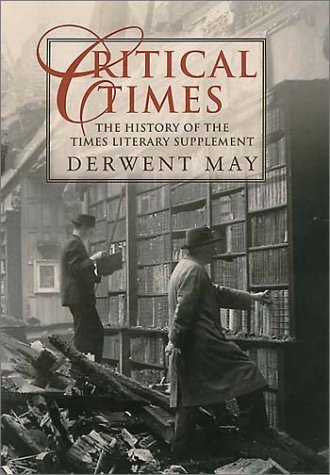 CRITICAL
TIMES
THE HISTORY OF THE
TIMES LITERARY SUPPLEMENT
DERWENT MAY